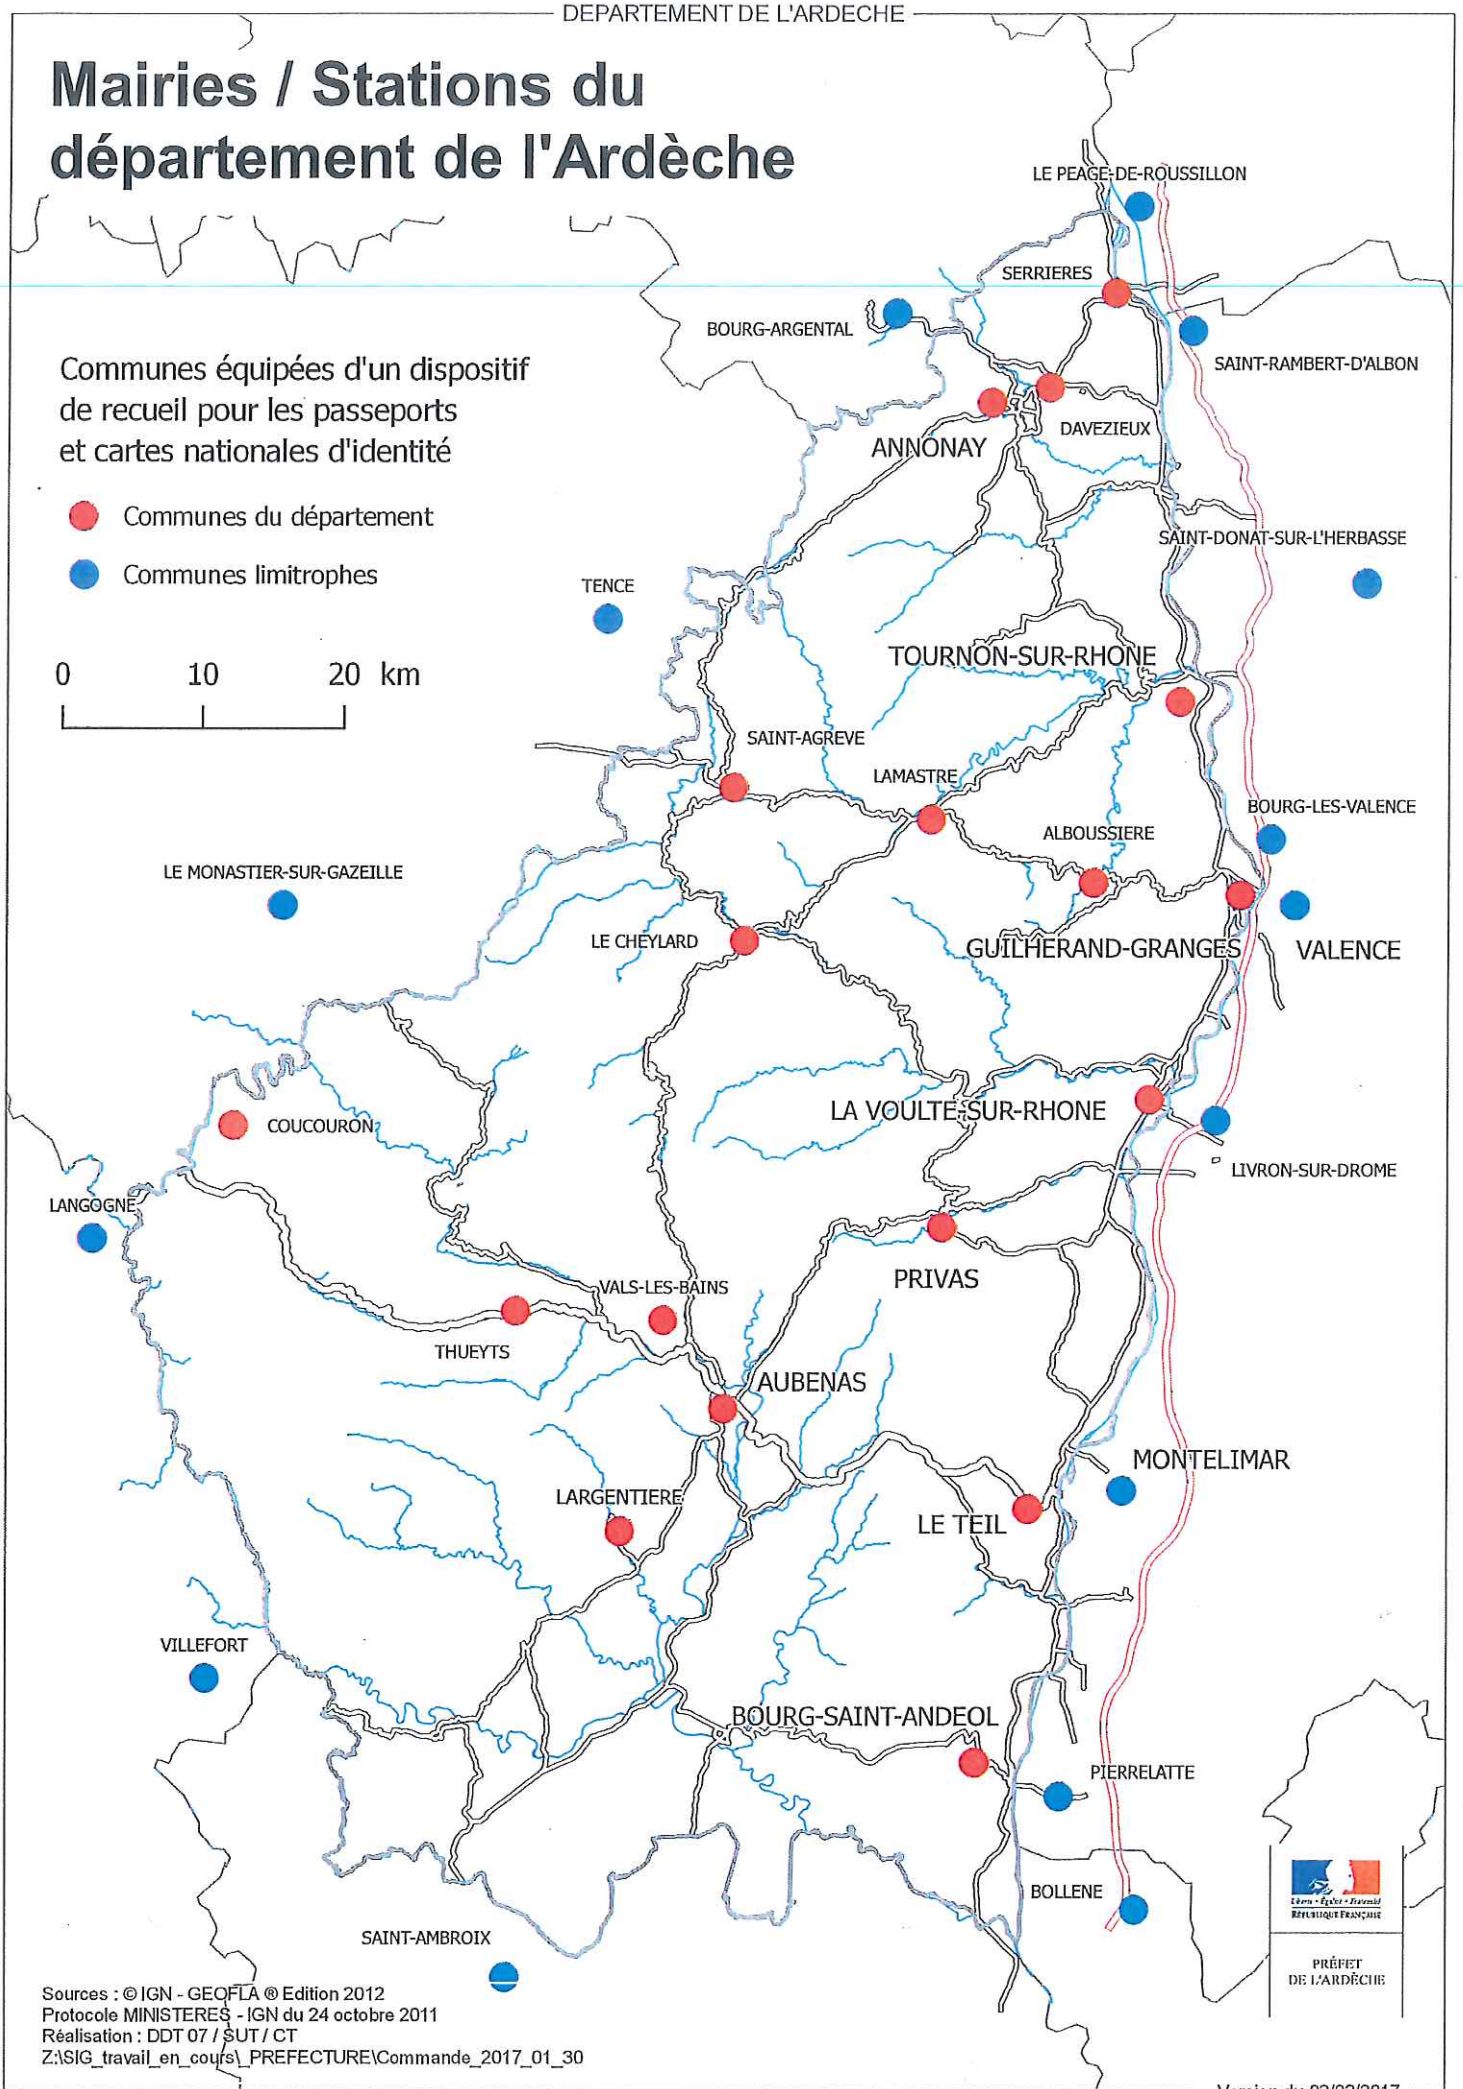 DEPARTEMENT DE L'ARDECHE
Mairies / Stations du
département de l'Ardèche
LE PEAGE-DE-ROUSSILLON
SERRIERES
BOURG-ARGENTAL
SAINT-RAMBERT-D'ALBON
Communes équipées d'un dispositif
de recueil pour les passeports
et cartes nationales d'identité
DAVEZIEUX
ANNONAY
Communes du département
SAINT-DONAT-SUR-L'HERBASSE
Communes limitrophes
TENCE
TOURNON-SUR-RHONE
0 10 20 km
SAINT-AGREVE
LAMASTRE
BOURG-LES-VALENCE
ALBOUSSIERE
LE MONASTIER-SUR-GAZEILLE
LE CHEYLARD
GUILHERAND-GRANGES
VALENCE
LA VOULTE-SUR-RHONE
COUCOURON
LIVRON-SUR-DROME
LANGOGNE
PRIVAS
VALS-LES-BAINS
THUEYTS
AUBENAS
MONTELIMAR
LARGENTIERE
LE TEIL
VILLEFORT
BOURG-SAINT-ANDEOL
PIERRELATTE
BOLLENE
Liberté • Égalité • Fraternité
RÉPUBLIQUE FRANÇAISE
SAINT-AMBROIX
PRÉFET
DE L'ARDÈCHE
Sources : © IGN - GEOFLA ® Edition 2012
Protocole MINISTERES - IGN du 24 octobre 2011
Réalisation : DDT 07 / SUT / CT
Z:\SIG_travail_en_cours\_PREFECTURE\Commande_2017_01_30